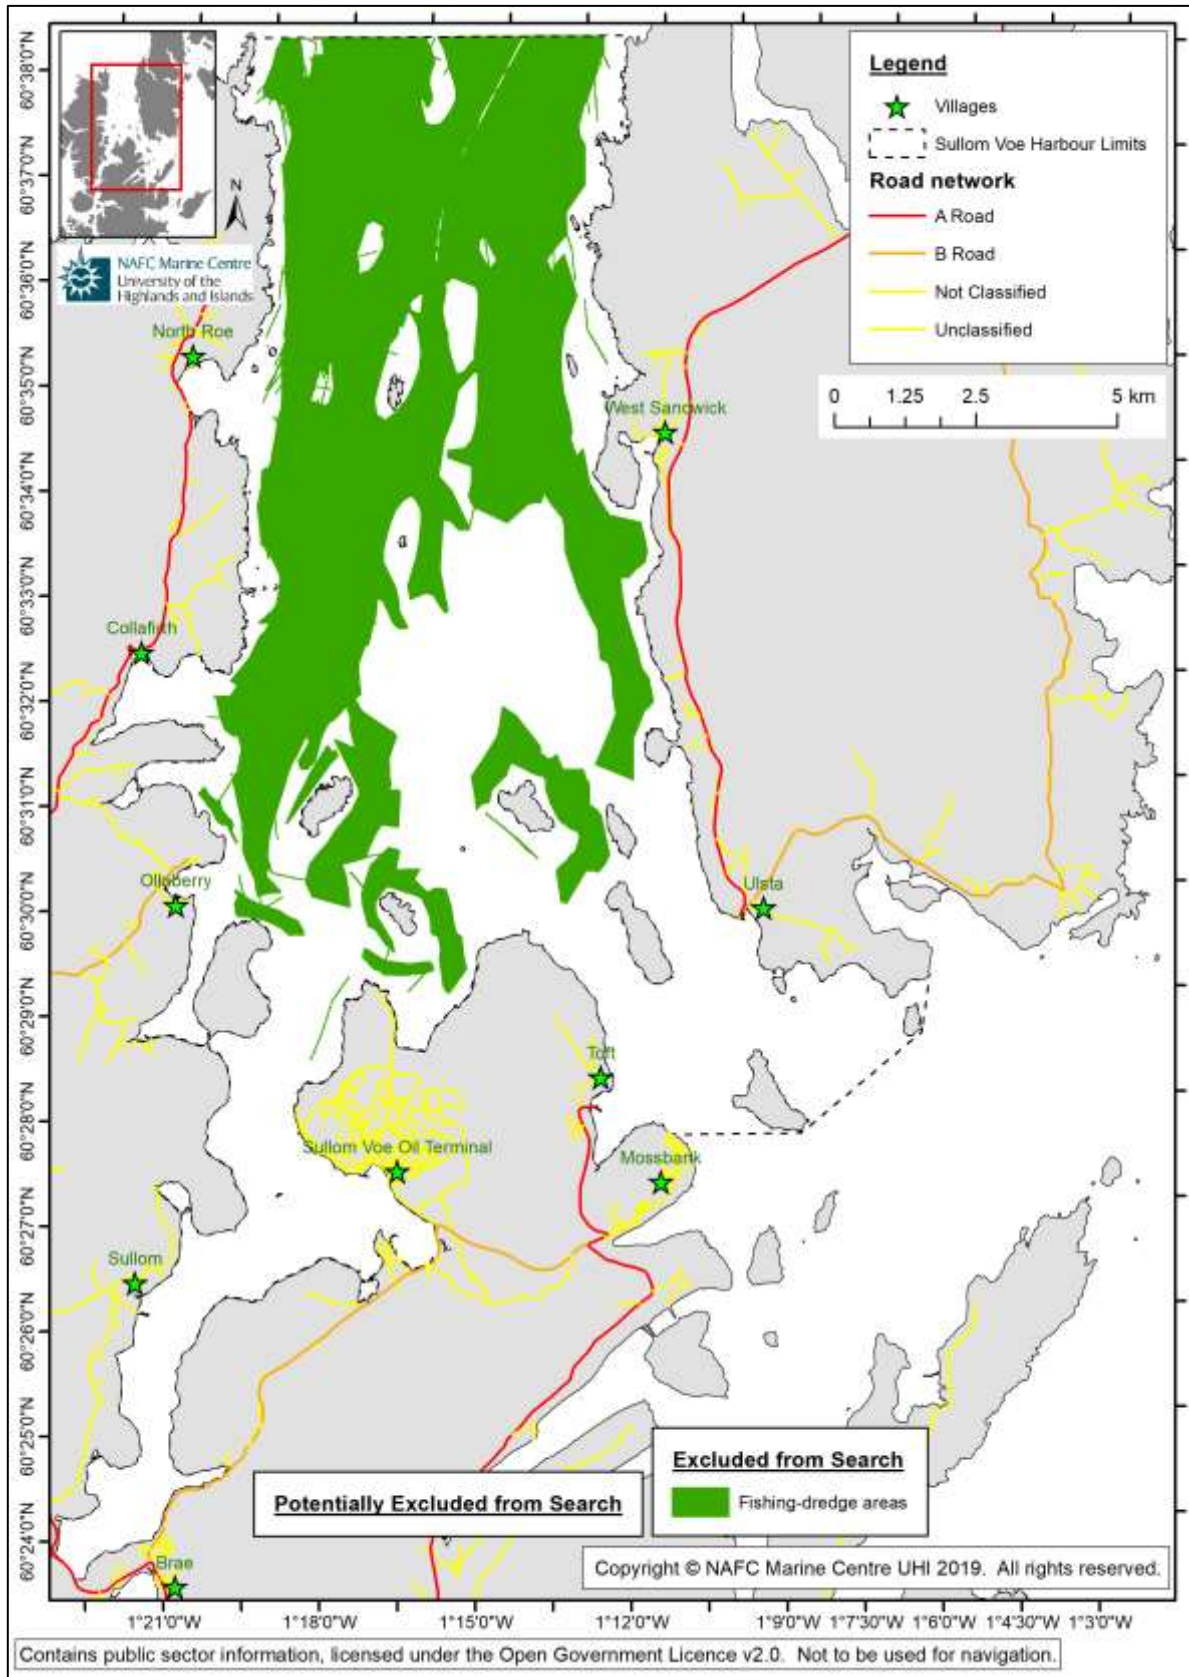 Legend
Villages
Sullom Voe Harbour Limits
Road network
A Road
B Road
Not Classified
Unclassified
0 1.25 2.5 5 km
N
NAFC Marine Centre
University of the
Highlands and Islands
North Roe
West Sandwick
Collafirth
Ollaberry
Ulsta
Toft
Sullom Voe Oil Terminal
Mossbank
Sullom
Brae
60°38'0"N
60°37'0"N
60°36'0"N
60°35'0"N
60°34'0"N
60°33'0"N
60°32'0"N
60°31'0"N
60°30'0"N
60°29'0"N
60°28'0"N
60°27'0"N
60°26'0"N
60°25'0"N
60°24'0"N
Potentially Excluded from Search
Excluded from Search
Fishing-dredge areas
Copyright © NAFC Marine Centre UHI 2019. All rights reserved.
1°21'0"W 1°18'0"W 1°15'0"W 1°12'0"W 1°9'0"W 1°7'30"W 1°6'0"W 1°4'30"W 1°3'0"W
Contains public sector information, licensed under the Open Government Licence v2.0. Not to be used for navigation.